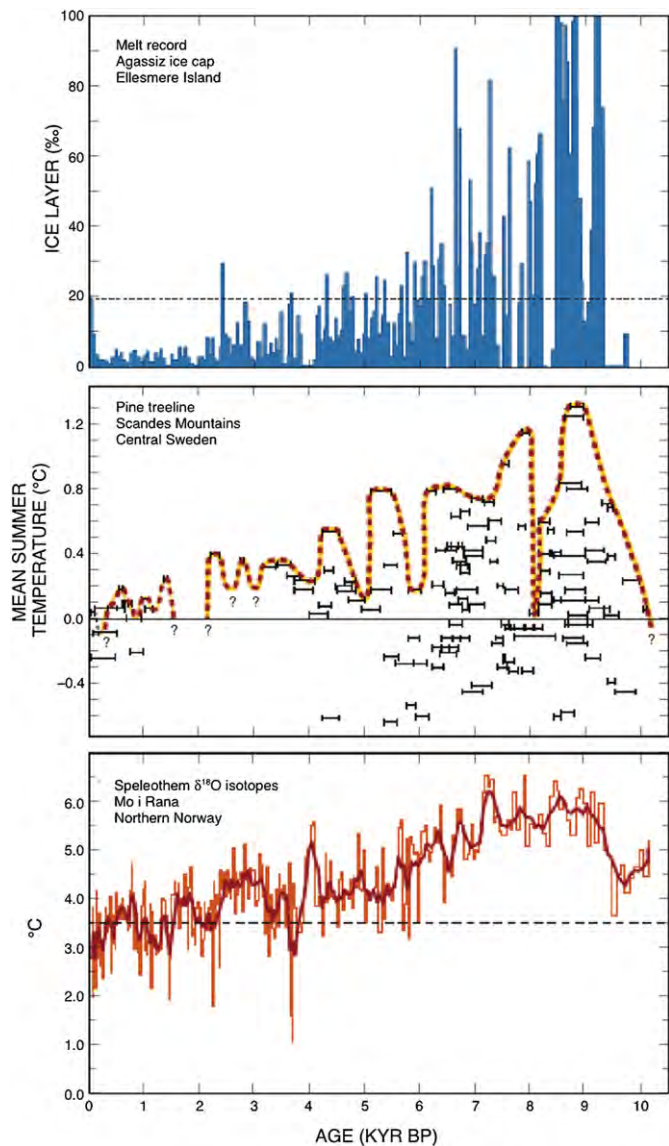 100
80
60
40
20
0
ICE LAYER (‰)
Melt record
Agassiz ice cap
Ellesmere Island
1.2
0.8
0.4
0.0
−0.4
MEAN SUMMER
TEMPERATURE (°C)
Pine treeline
Scandes Mountains
Central Sweden
?
?
?
?
?
?
6.0
5.0
4.0
3.0
2.0
1.0
0.0
°C
Speleothem δ¹⁸O isotopes
Mo i Rana
Northern Norway
0 1 2 3 4 5 6 7 8 9 10
AGE (KYR BP)